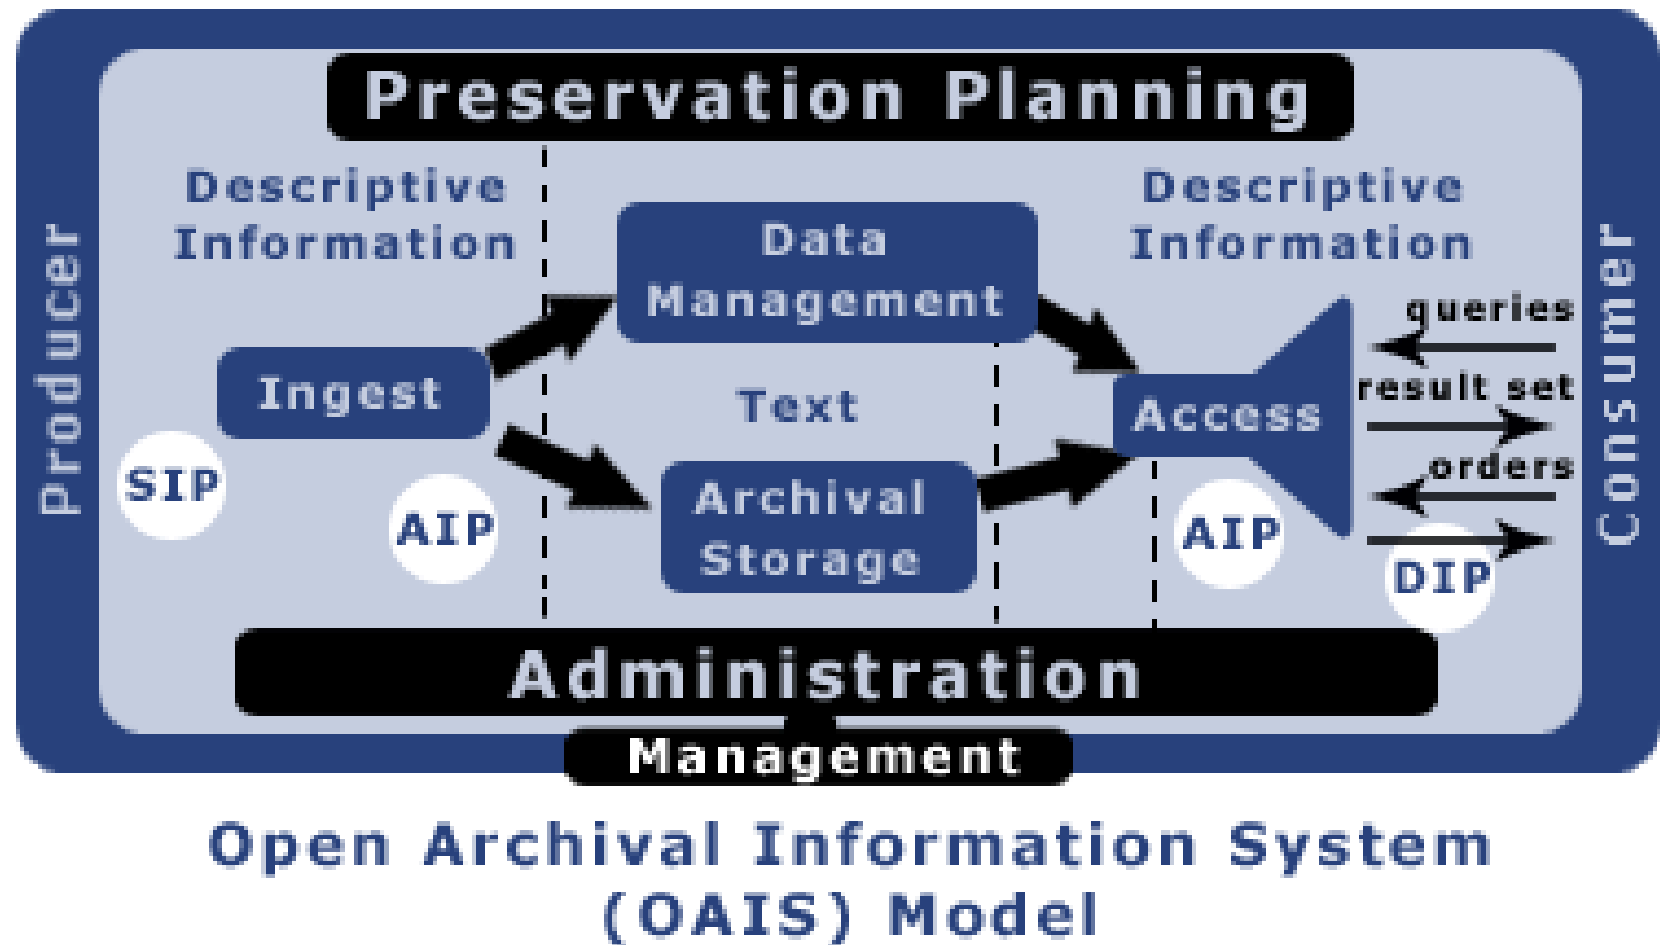 Preservation Planning
Descriptive
Information
Descriptive
Information
Producer
Consumer
Data
Management
Ingest
Text
Access
queries
result set
orders
SIP
AIP
Archival
Storage
AIP
DIP
Administration
Management
Open Archival Information System
(OAIS) Model